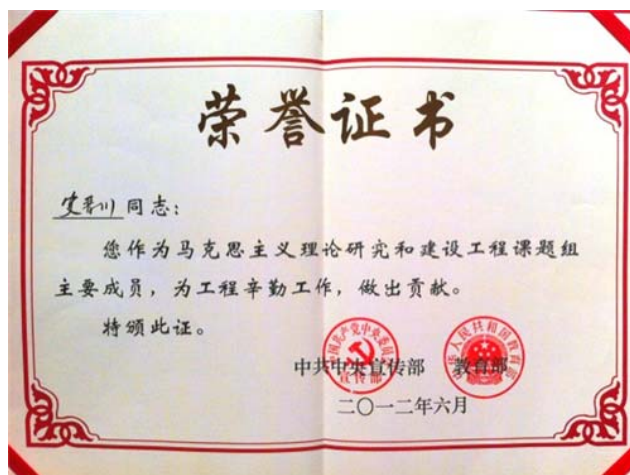 荣誉证书
史晋川同志：
您作为马克思主义理论研究和建设工程课题组
主要成员，为工程辛勤工作，做出贡献。
特颁此证。
中共中央宣传部 教育部
二〇一二年六月